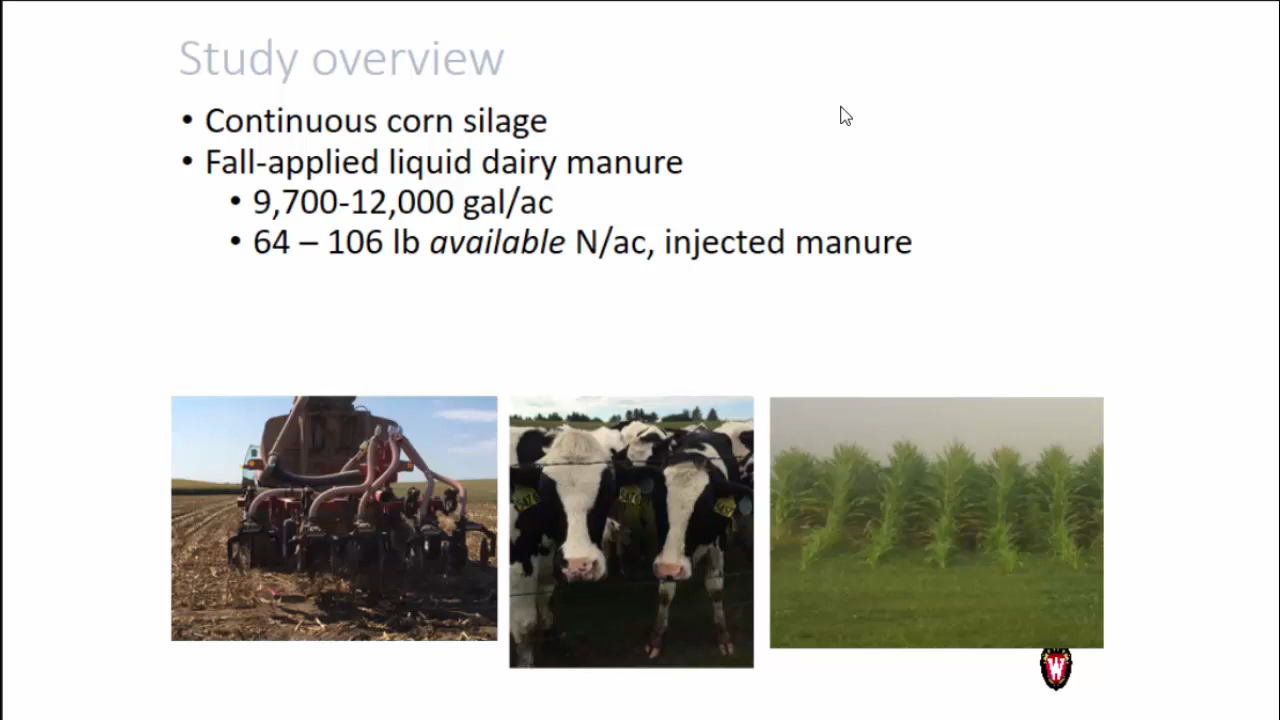 Study overview
• Continuous corn silage
• Fall-applied liquid dairy manure
• 9,700-12,000 gal/ac
• 64 – 106 lb available N/ac, injected manure
W